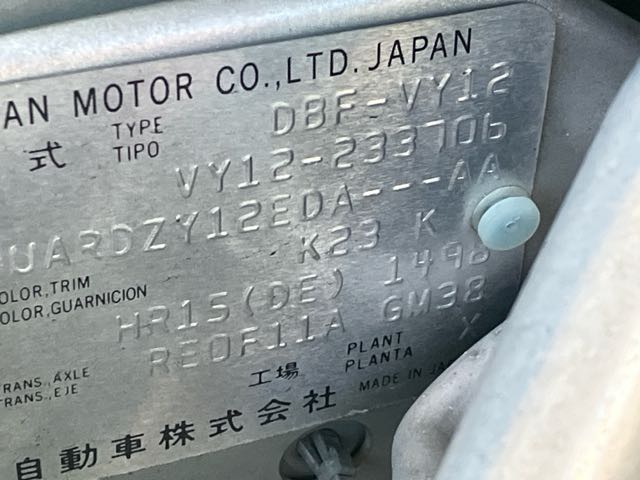 AN MOTOR CO.,LTD. JAPAN
TYPE DBF-VY12
式 TIPO
VY12-233706
UARDZY12EDA---AA
OLOR,TRIM K23 K
OLOR,GUARNICION
HR15(DE) 1498
RE0F11A GM38
TRANS.,AXLE 工場 PLANT X
TRANS.,EJE PLANTA
MADE IN JA
自動車株式会社